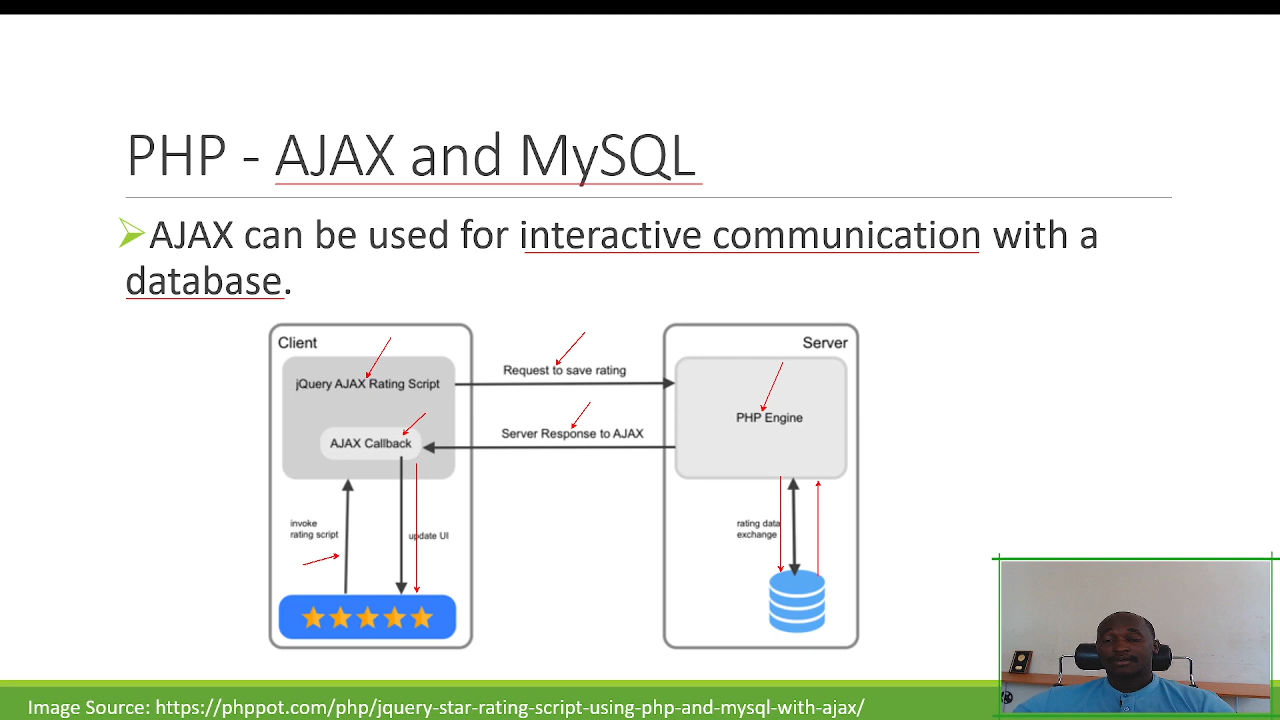 PHP - AJAX and MySQL
AJAX can be used for interactive communication with a
database.
Client
Server
jQuery AJAX Rating Script
Request to save rating
PHP Engine
AJAX Callback
Server Response to AJAX
invoke
rating script
update UI
rating data
exchange
Image Source: https://phppot.com/php/jquery-star-rating-script-using-php-and-mysql-with-ajax/